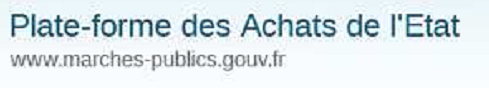 Plate-forme des Achats de l'Etat
www.marches-publics.gouv.fr